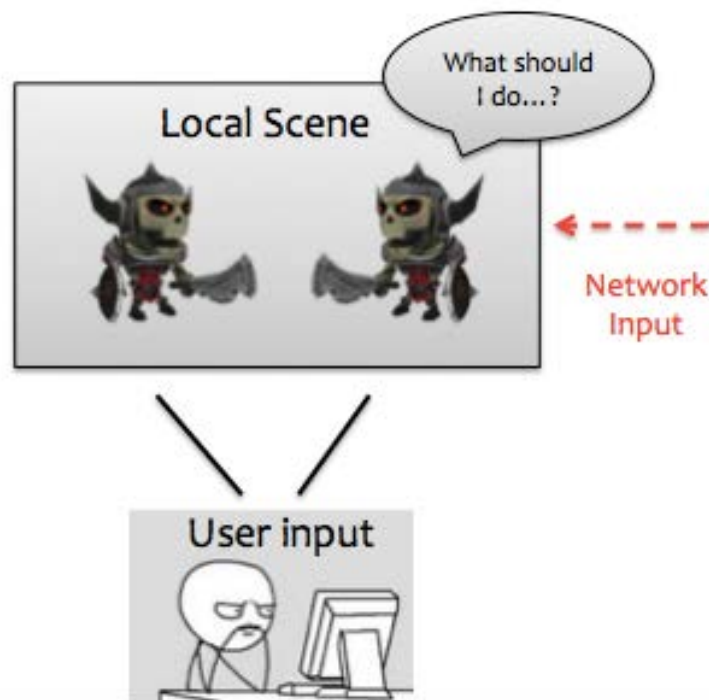 What should
I do...?
Local Scene
Network
Input
User input